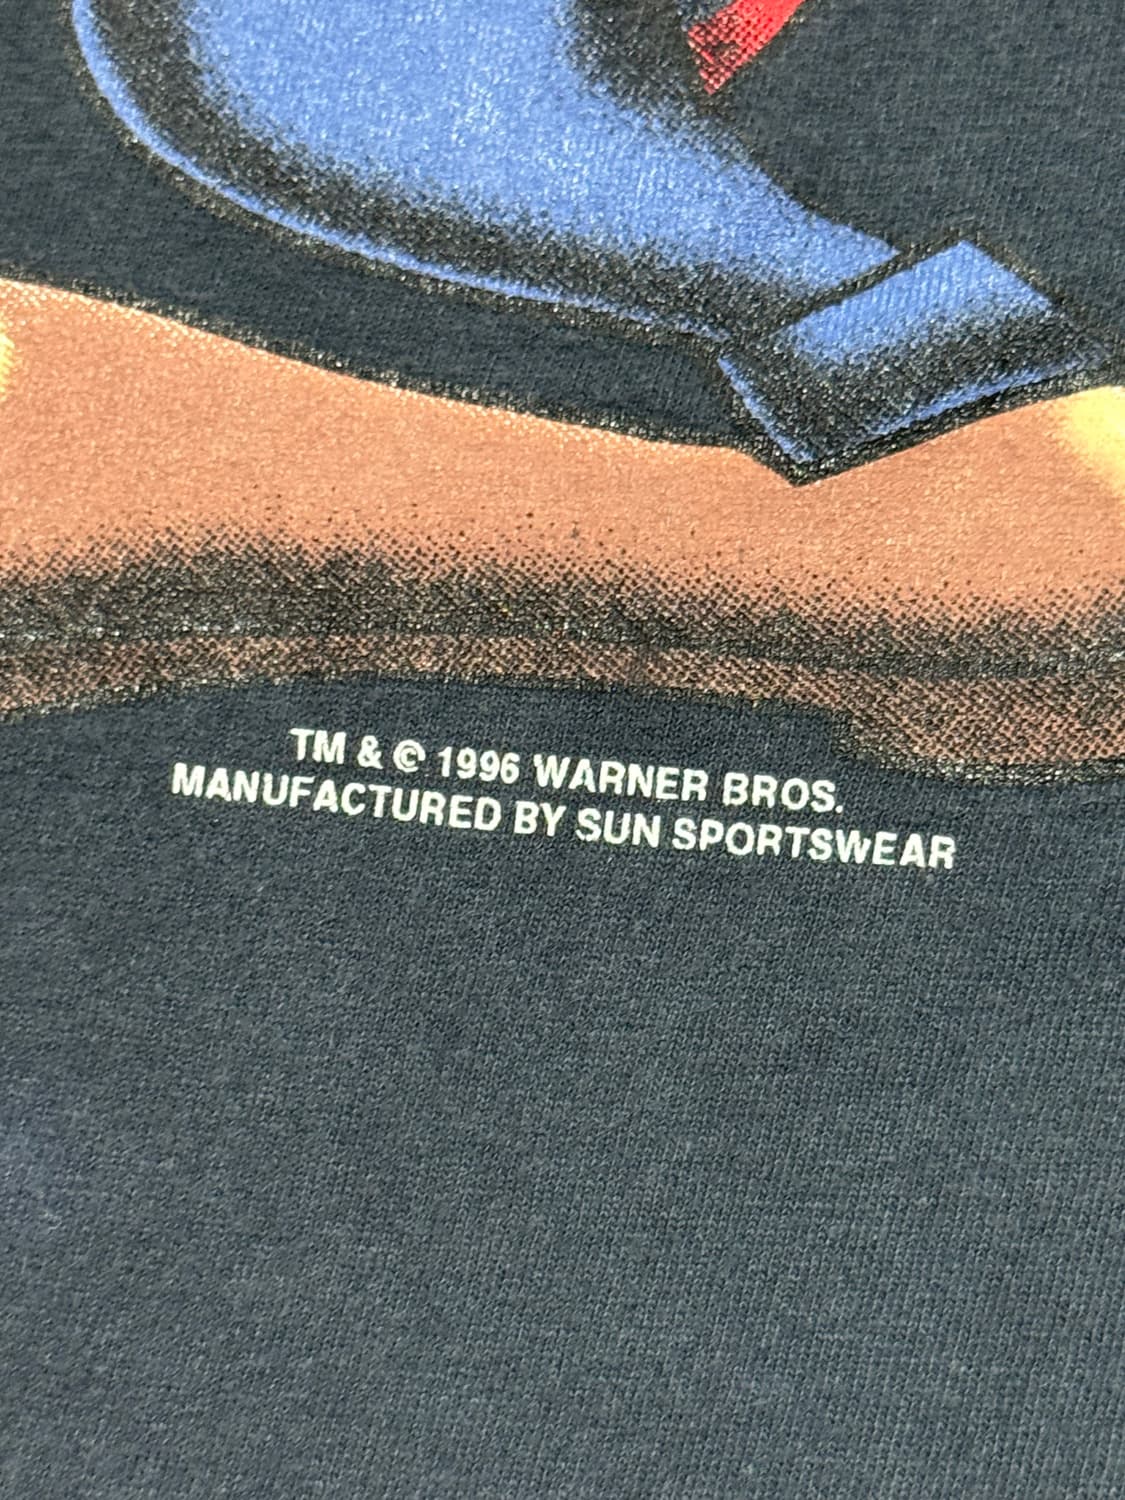 TM & © 1996 WARNER BROS.
MANUFACTURED BY SUN SPORTSWEAR